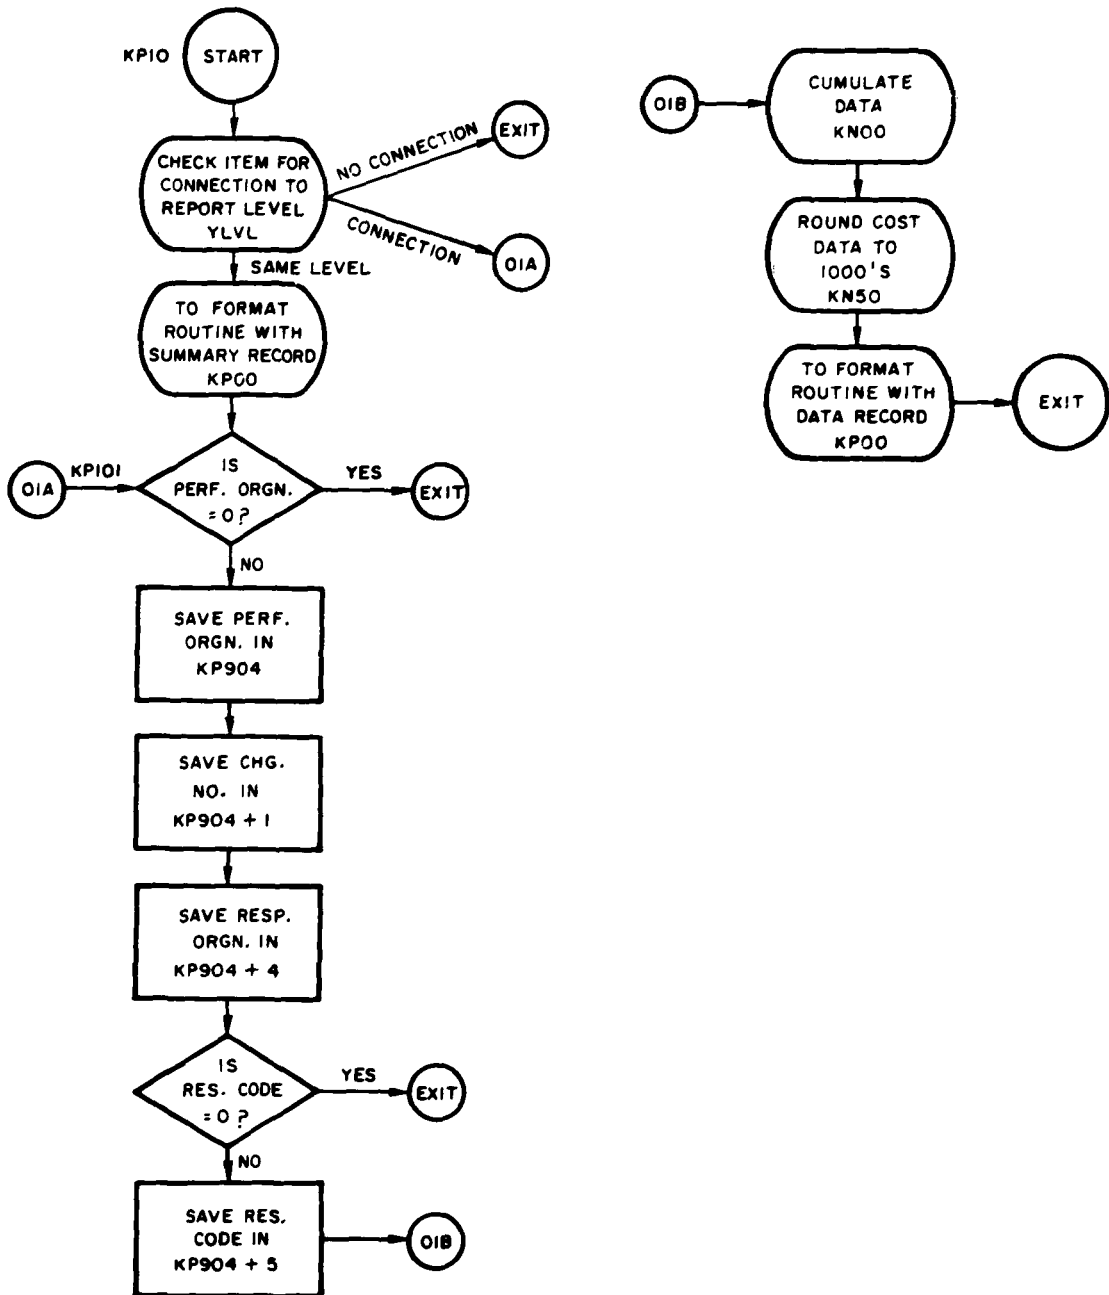 KP10
START
CHECK ITEM FOR
CONNECTION TO
REPORT LEVEL
YLVL
NO CONNECTION
EXIT
CONNECTION
01A
SAME LEVEL
TO FORMAT
ROUTINE WITH
SUMMARY RECORD
KP00
01A
KP101
IS
PERF. ORGN.
=0?
YES
EXIT
NO
SAVE PERF.
ORGN. IN
KP904
SAVE CHG.
NO. IN
KP904 + 1
SAVE RESP.
ORGN. IN
KP904 + 4
IS
RES. CODE
=0?
YES
EXIT
NO
SAVE RES.
CODE IN
KP904 + 5
01B
01B
CUMULATE
DATA
KN00
ROUND COST
DATA TO
1000'S
KN50
TO FORMAT
ROUTINE WITH
DATA RECORD
KP00
EXIT